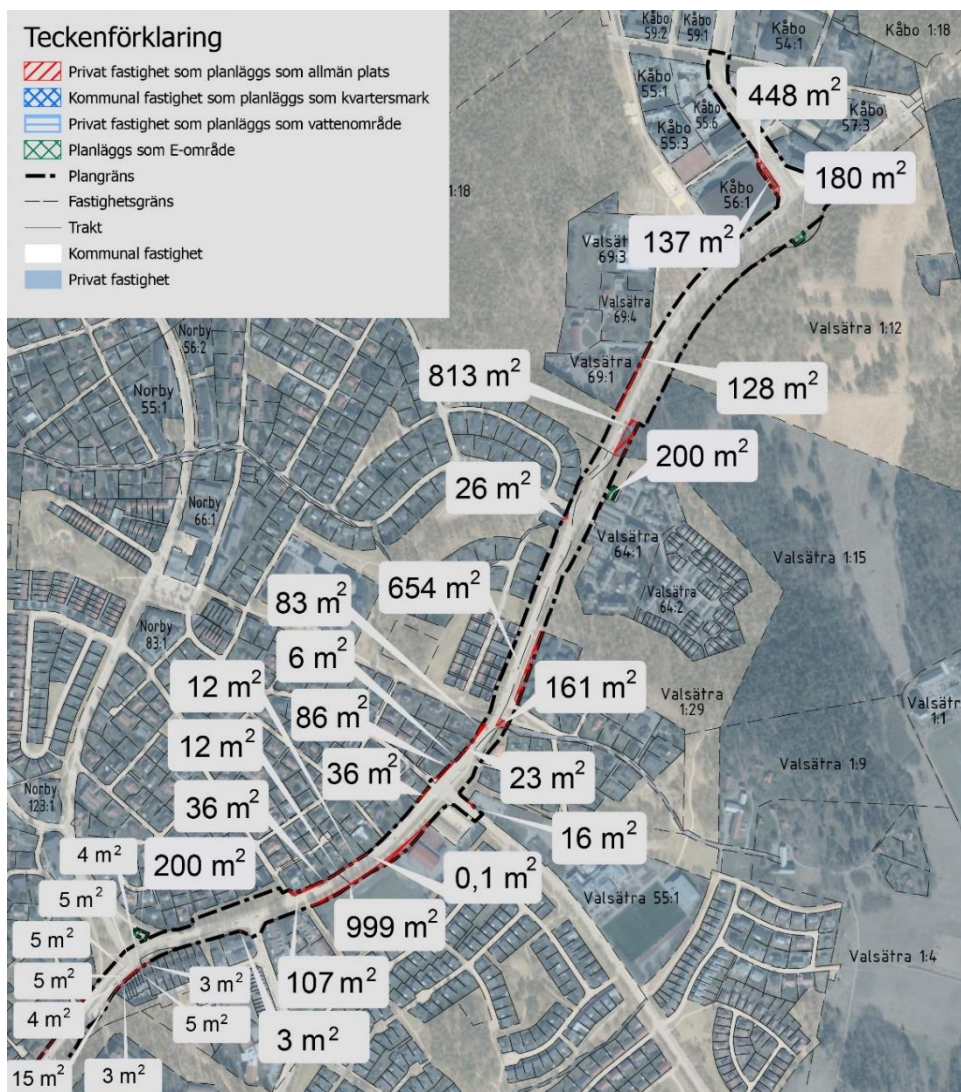 Teckenförklaring
Privat fastighet som planläggs som allmän plats
Kommunal fastighet som planläggs som kvartersmark
Privat fastighet som planläggs som vattenområde
Planläggs som E-område
Plangräns
Fastighetsgräns
Trakt
Kommunal fastighet
Privat fastighet
Kåbo
59:2
Kåbo
59:1
Kåbo
54:1
Kåbo 1:18
Kåbo
55:1
Kåbo
55:6
Kåbo
55:3
448 m²
Kåbo
57:3
1:18
Kåbo
56:1
180 m²
137 m²
Valsätra
69:3
Valsätra
69:4
Valsätra 1:12
Norby
56:2
Valsätra
69:1
813 m²
128 m²
Norby
55:1
200 m²
26 m²
Norby
66:1
Valsätra
64:1
Valsätra 1:15
654 m²
83 m²
Valsätra
64:2
Norby
83:1
6 m²
12 m²
161 m²
Valsätra
1:29
Valsätra
1:1
86 m²
12 m²
36 m²
23 m²
Valsätra 1:9
Norby
123:1
36 m²
16 m²
4 m²
200 m²
0,1 m²
5 m²
Valsätra 55:1
999 m²
5 m²
Valsätra 1:4
5 m²
3 m²
107 m²
4 m²
5 m²
3 m²
15 m²
3 m²